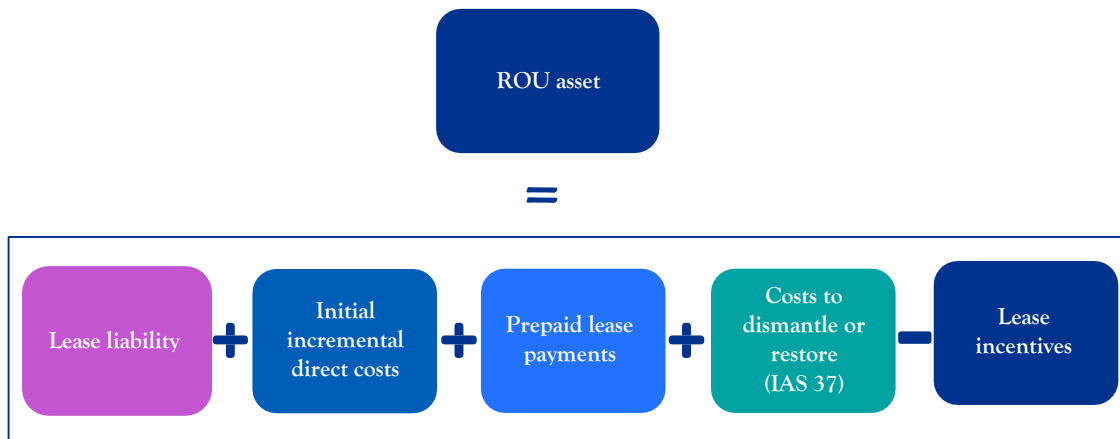 ROU asset
=
Lease liability
+
Initial
incremental
direct costs
+
Prepaid lease
payments
+
Costs to
dismantle or
restore
(IAS 37)
-
Lease
incentives